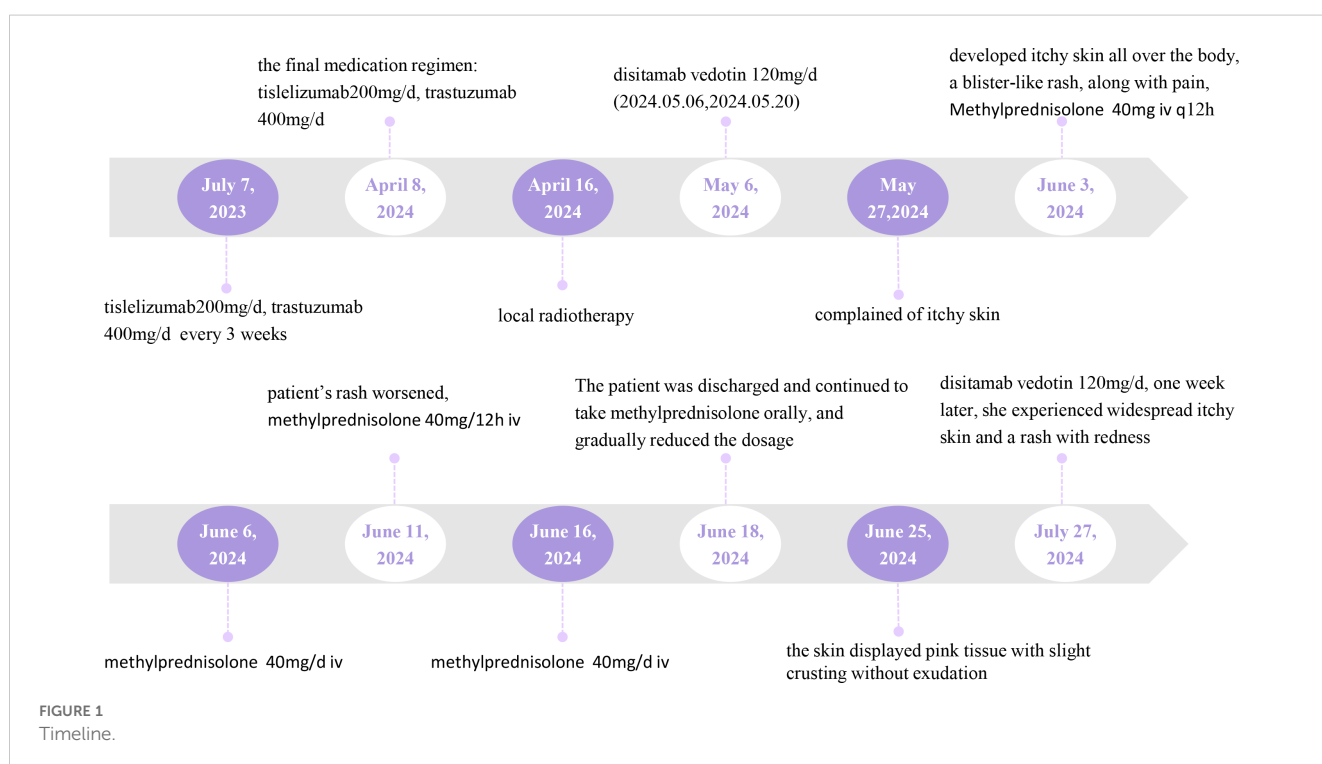 the final medication regimen:
tislelizumab200mg/d, trastuzumab
400mg/d
disitamab vedotin 120mg/d
(2024.05.06,2024.05.20)
developed itchy skin all over the body,
a blister-like rash, along with pain,
Methylprednisolone 40mg iv q12h
July 7,
2023
April 8,
2024
April 16,
2024
May 6,
2024
May
27,2024
June 3,
2024
tislelizumab200mg/d, trastuzumab
400mg/d every 3 weeks
local radiotherapy
complained of itchy skin
patient’s rash worsened,
methylprednisolone 40mg/12h iv
The patient was discharged and continued to
take methylprednisolone orally, and
gradually reduced the dosage
disitamab vedotin 120mg/d, one week
later, she experienced widespread itchy
skin and a rash with redness
June 6,
2024
June 11,
2024
June 16,
2024
June 18,
2024
June 25,
2024
July 27,
2024
methylprednisolone 40mg/d iv
methylprednisolone 40mg/d iv
the skin displayed pink tissue with slight
crusting without exudation
FIGURE 1
Timeline.